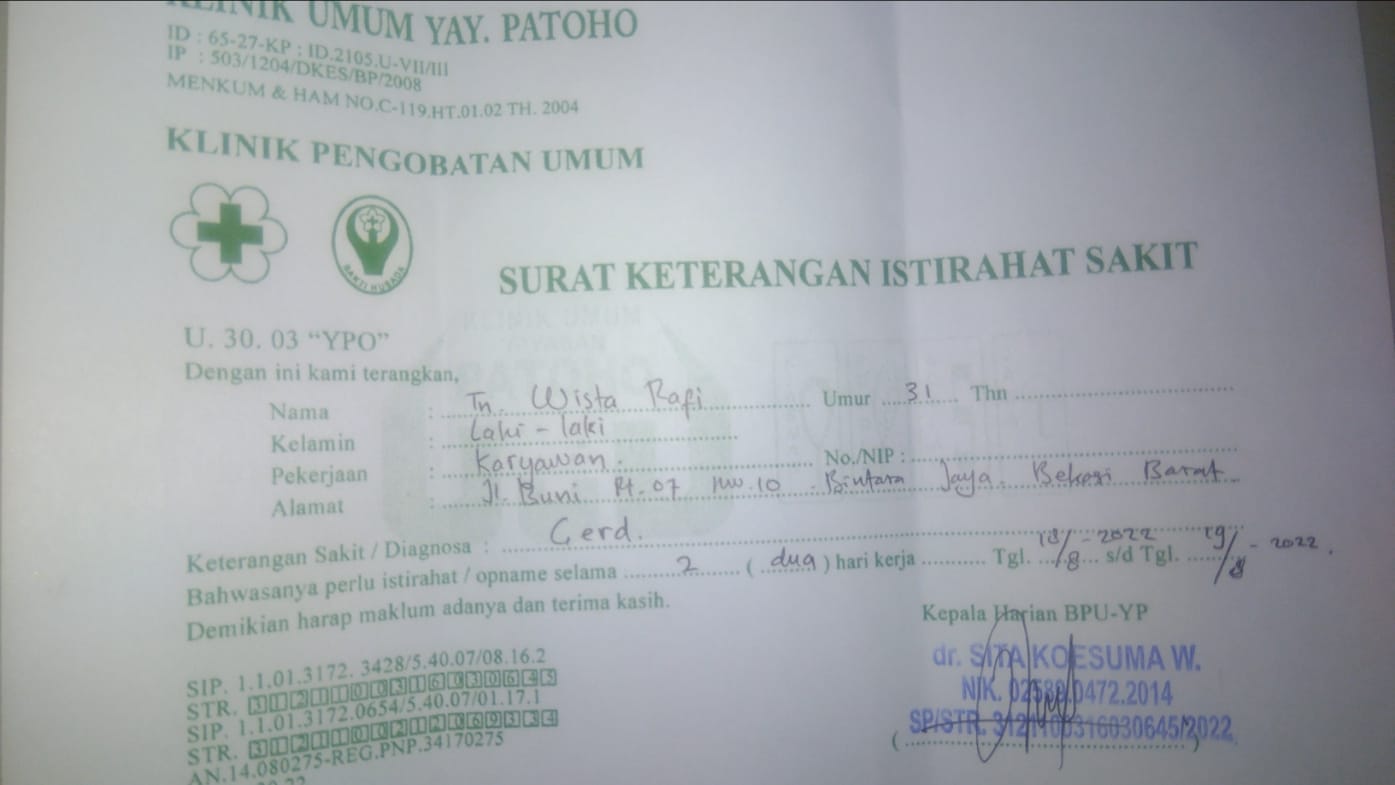 KLINIK UMUM YAY. PATOHO
ID : 65-27-KP : ID.2105.U-VII/III
IP : 503/1204/DKES/BP/2008
MENKUM & HAM NO.C-119.HT.01.02 TH. 2004
KLINIK PENGOBATAN UMUM
BAKTI HUSADA
SURAT KETERANGAN ISTIRAHAT SAKIT
U. 30. 03 “YPO”
Dengan ini kami terangkan,
Nama : Tn. Wista Rafi Umur 31 Thn
Kelamin : Laki - laki
Pekerjaan : Karyawan. No./NIP :
Alamat : Jl. Buni Rt. 07 rw. 10 . Bintara Jaya. Bekasi Barat
Keterangan Sakit / Diagnosa : Gerd.
Bahwasanya perlu istirahat / opname selama 2 ( dua ) hari kerja Tgl. 18/8 - 2022 s/d Tgl. 19/8 - 2022 .
Demikian harap maklum adanya dan terima kasih.
Kepala Harian BPU-YP
SIP. 1.1.01.3172. 3428/5.40.07/08.16.2
STR. 3121100316030645
SIP. 1.1.01.3172.0654/5.40.07/01.17.1
STR.
AN.14.080275-REG.PNP.34170275
dr. SITA KOESUMA W.
NIK. 02580.0472.2014
SP/STR. 3121100316030645/2022